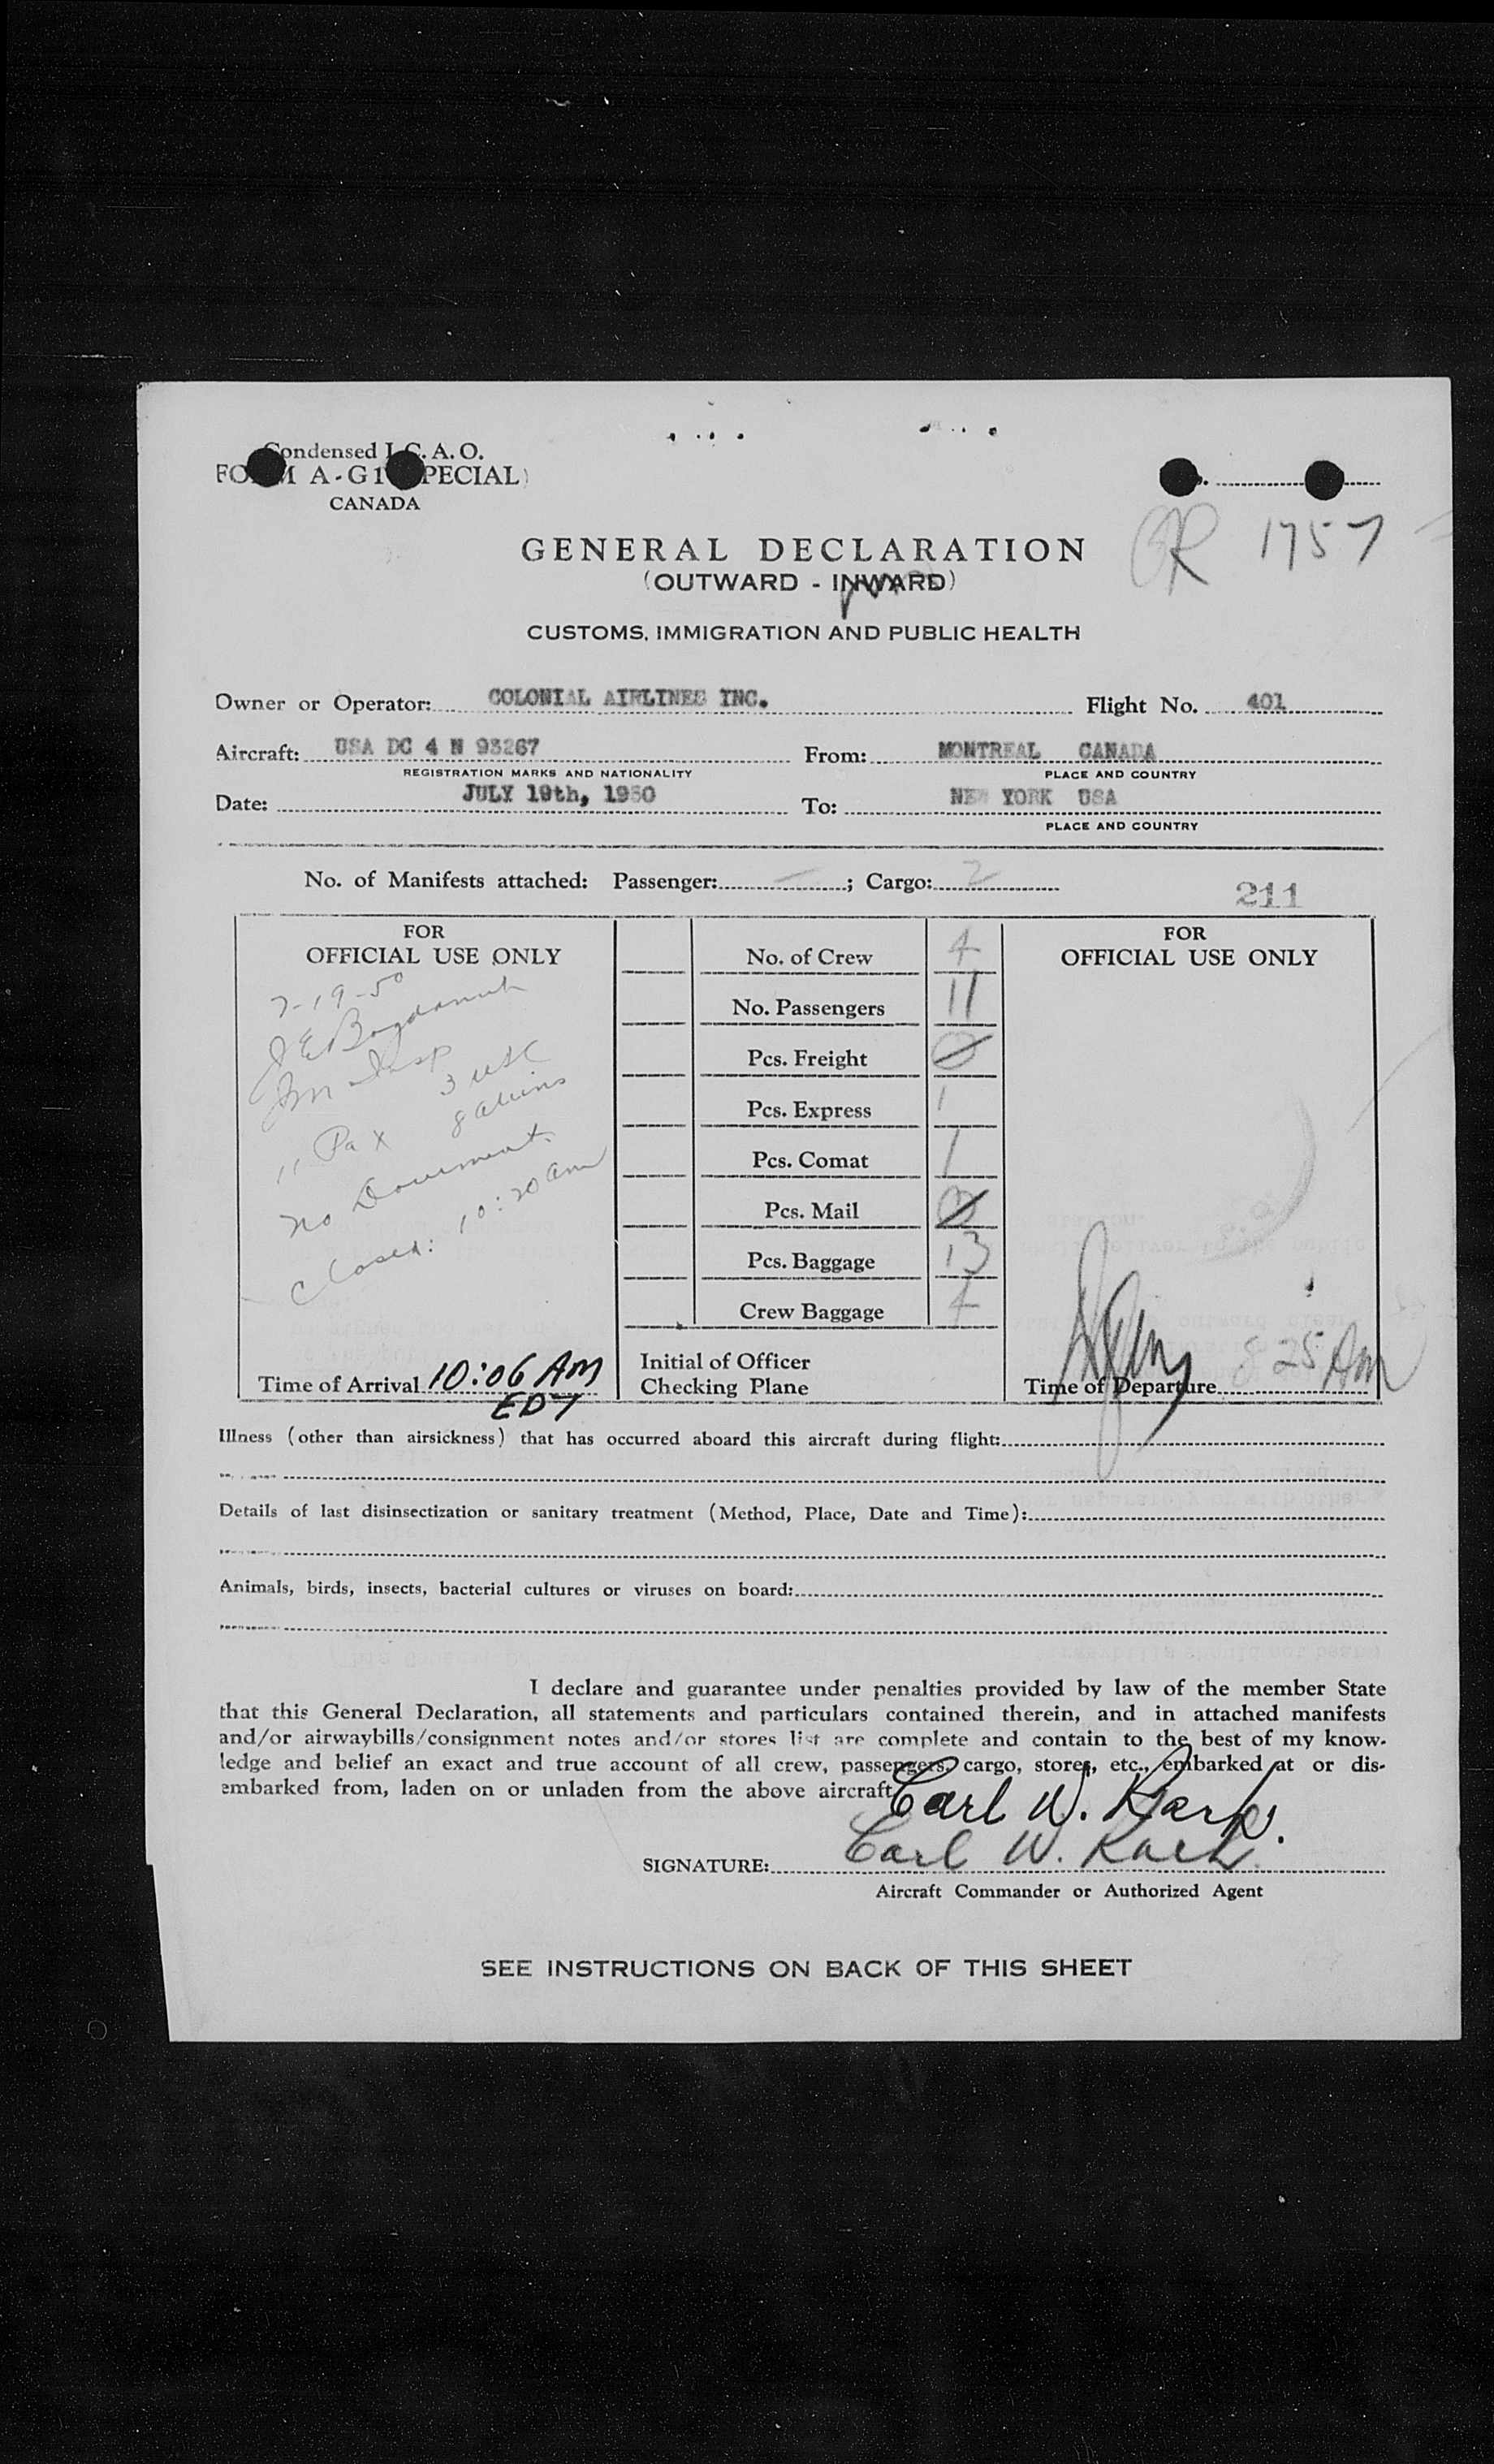 Condensed I.C.A.O.
FORM A-G1 (SPECIAL)
CANADA
1757
GENERAL DECLARATION
(OUTWARD - INWARD)
CUSTOMS, IMMIGRATION AND PUBLIC HEALTH
Owner or Operator: COLONIAL AIRLINES INC. Flight No. 401
Aircraft: USA DC 4 N 93267 From: MONTREAL CANADA
REGISTRATION MARKS AND NATIONALITY PLACE AND COUNTRY
Date: JULY 19th, 1950 To: NEW YORK USA
PLACE AND COUNTRY
No. of Manifests attached: Passenger: — ; Cargo: 2
211
FOR
OFFICIAL USE ONLY
7-19-50
J E
Im Insp
11 Pax 3 USC
8 aliens
No Document.
Closed: 10:20 am
Time of Arrival 10:06 AM
EDT
No. of Crew 4
No. Passengers 11
Pcs. Freight 0
Pcs. Express 1
Pcs. Comat 1
Pcs. Mail 0
Pcs. Baggage 13
Crew Baggage 4
Initial of Officer
Checking Plane
FOR
OFFICIAL USE ONLY
Time of Departure 8 25 AM
Illness (other than airsickness) that has occurred aboard this aircraft during flight:
Details of last disinsectization or sanitary treatment (Method, Place, Date and Time):
Animals, birds, insects, bacterial cultures or viruses on board:
I declare and guarantee under penalties provided by law of the member State
that this General Declaration, all statements and particulars contained therein, and in attached manifests
and/or airwaybills/consignment notes and/or stores list are complete and contain to the best of my know-
ledge and belief an exact and true account of all crew, passengers, cargo, stores, etc., embarked at or dis-
embarked from, laden on or unladen from the above aircraft
Carl W.
SIGNATURE: Carl W.
Aircraft Commander or Authorized Agent
SEE INSTRUCTIONS ON BACK OF THIS SHEET